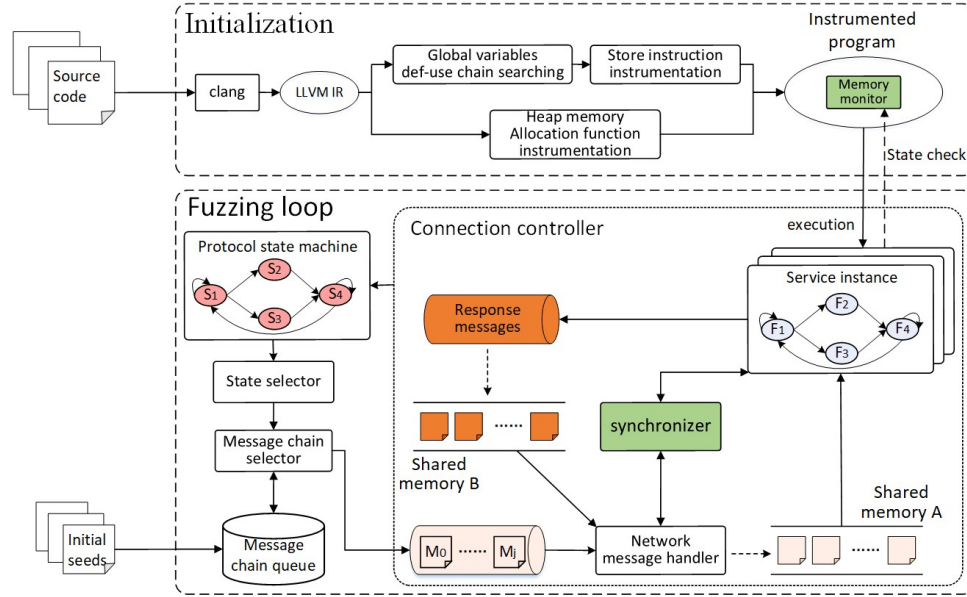 Initialization
Instrumented
program
Source
code
clang
LLVM IR
Global variables
def-use chain searching
Store instruction
instrumentation
Heap memory
Allocation function
instrumentation
Memory
monitor
State check
execution
Fuzzing loop
Protocol state machine
S1
S2
S3
S4
State selector
Message chain
selector
Message
chain queue
Initial
seeds
Connection controller
Response
messages
Service instance
F1
F2
F3
F4
······
Shared
memory B
synchronizer
M0 ······ Mj
Network
message handler
Shared
memory A
······